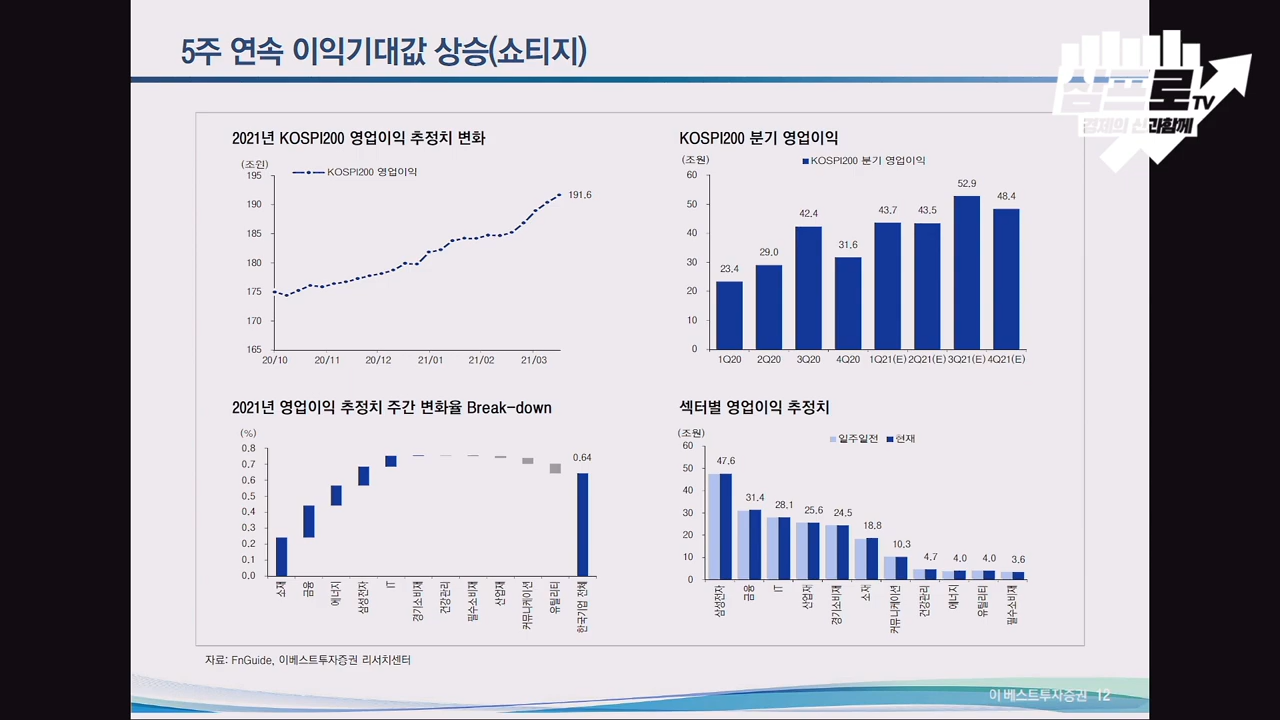 5주 연속 이익기대값 상승(쇼티지)
삼프로TV
경제의 신과함께
2021년 KOSPI200 영업이익 추정치 변화
(조원)
KOSPI200 영업이익
195
190
185
180
175
170
165
191.6
20/10 20/11 20/12 21/01 21/02 21/03
KOSPI200 분기 영업이익
(조원)
KOSPI200 분기 영업이익
60
50
40
30
20
10
0
23.4 29.0 42.4 31.6 43.7 43.5 52.9 48.4
1Q20 2Q20 3Q20 4Q20 1Q21(E) 2Q21(E) 3Q21(E) 4Q21(E)
2021년 영업이익 추정치 주간 변화율 Break-down
(%)
0.8
0.7
0.6
0.5
0.4
0.3
0.2
0.1
0.0
0.64
소재 금융 에너지 삼성전자 IT 경기소비재 건강관리 필수소비재 산업재 커뮤니케이션 유틸리티 한국기업 전체
섹터별 영업이익 추정치
(조원)
일주일전 현재
60
50
40
30
20
10
0
47.6 31.4 28.1 25.6 24.5 18.8 10.3 4.7 4.0 4.0 3.6
삼성전자 금융 IT 산업재 경기소비재 소재 커뮤니케이션 건강관리 에너지 유틸리티 필수소비재
자료: FnGuide, 이베스트투자증권 리서치센터
이베스트투자증권 12